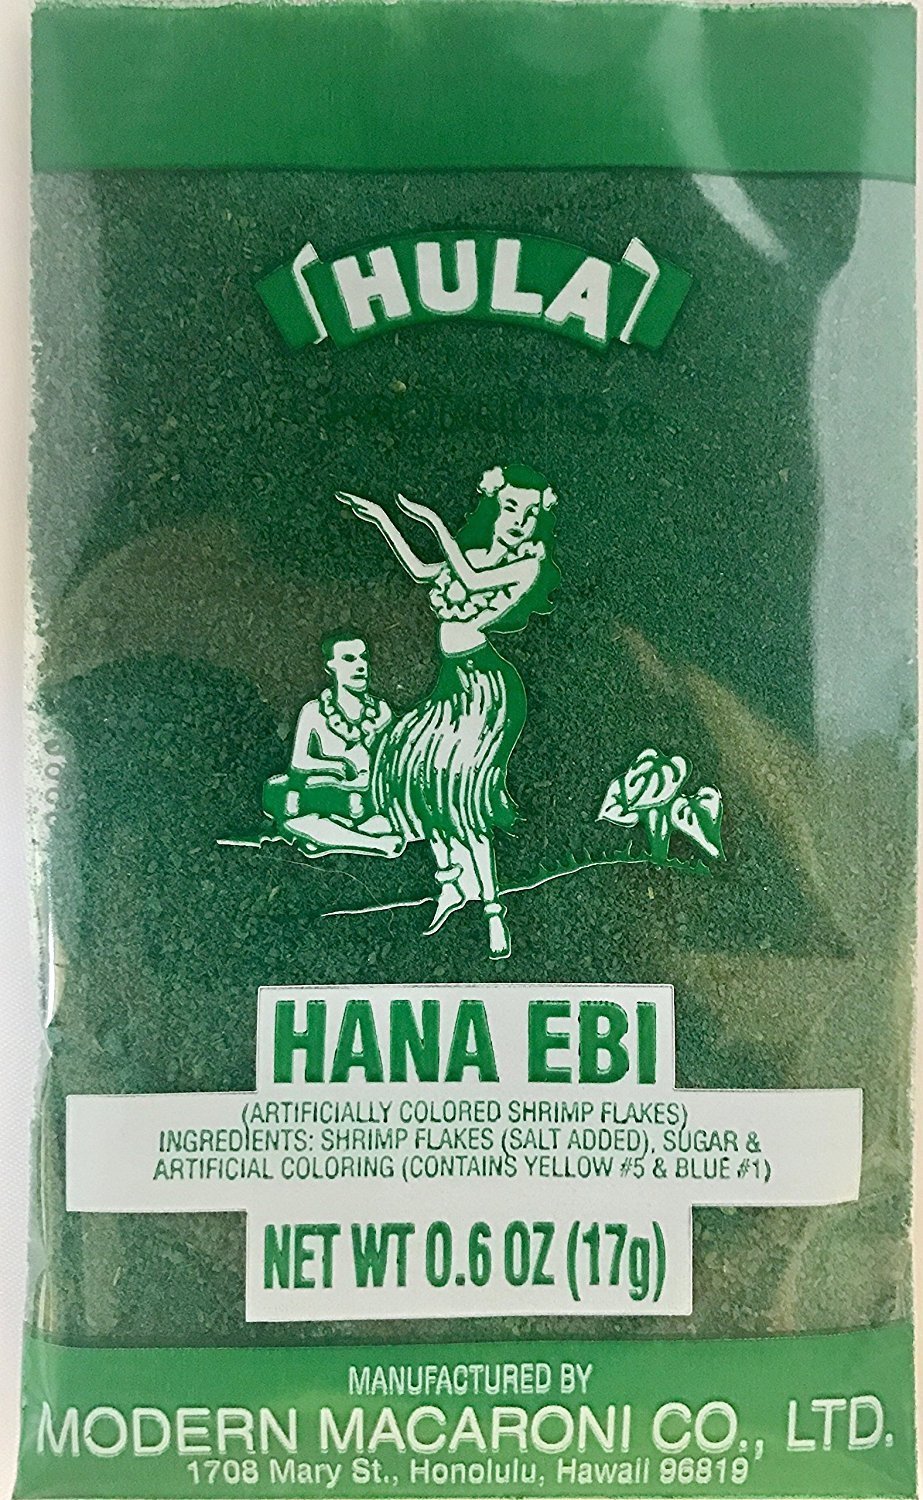 HULA
PRODUCTS ®
HANA EBI
(ARTIFICIALLY COLORED SHRIMP FLAKES)
INGREDIENTS: SHRIMP FLAKES (SALT ADDED), SUGAR &
ARTIFICIAL COLORING (CONTAINS YELLOW #5 & BLUE #1)
NET WT 0.6 OZ (17g)
MANUFACTURED BY
MODERN MACARONI CO., LTD.
1708 Mary St., Honolulu, Hawaii 96819